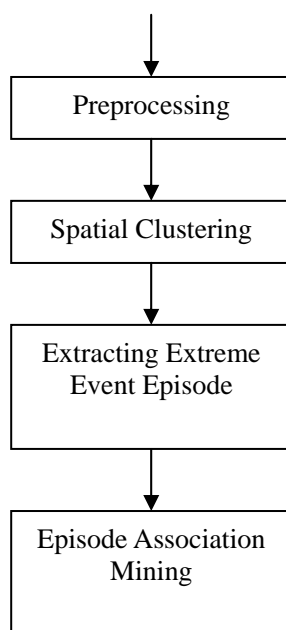 Preprocessing
Spatial Clustering
Extracting Extreme
Event Episode
Episode Association
Mining